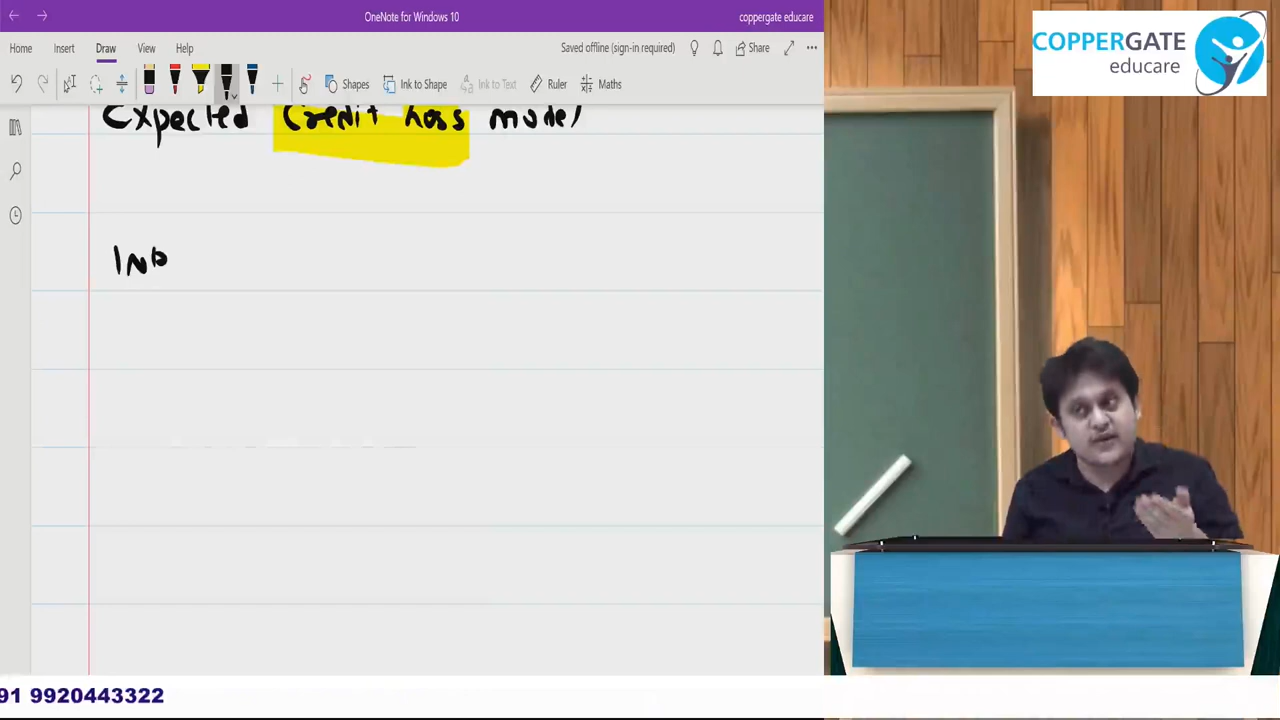 OneNote for Windows 10
coppergate educare
Home Insert Draw View Help
Saved offline (sign-in required)
Share
Shapes
Ink to Shape
Ink to Text
Ruler
Maths
Expected Credit Loss model
IND
COPPERGATE
educare
91 9920443322